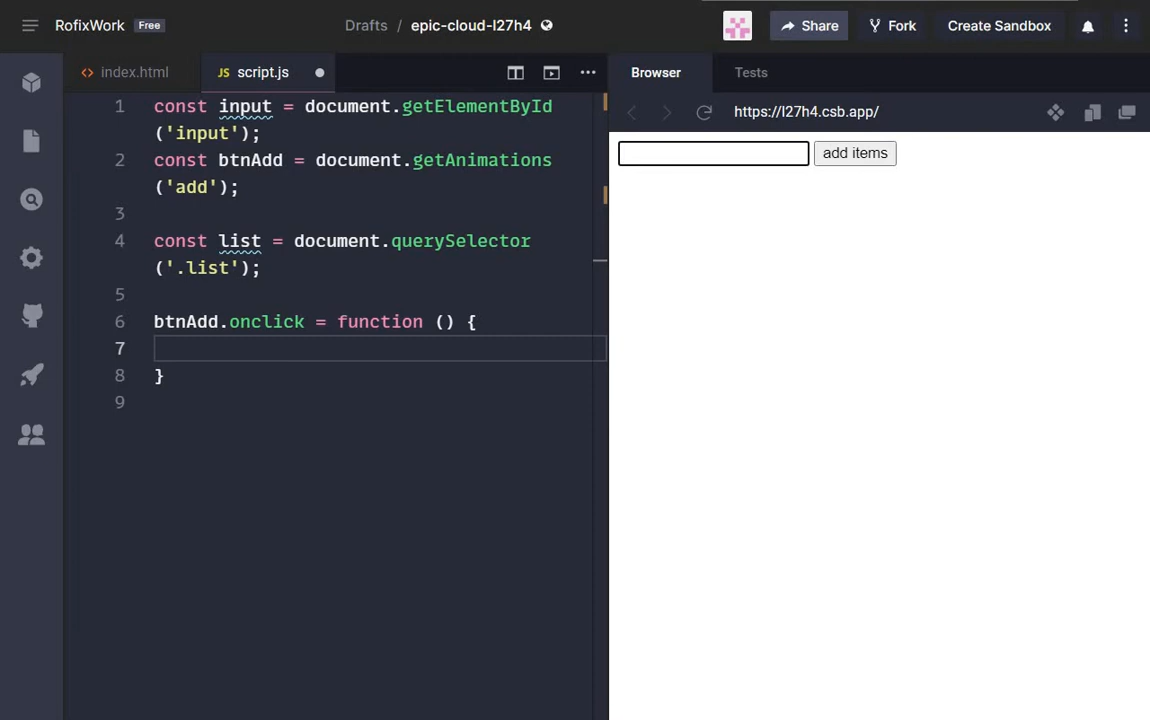 RofixWork Free Drafts / epic-cloud-l27h4 Share Fork Create Sandbox
index.html JS script.js Browser Tests
https://l27h4.csb.app/
add items
1 const input = document.getElementById
('input');
2 const btnAdd = document.getAnimations
('add');
3
4 const list = document.querySelector
('.list');
5
6 btnAdd.onclick = function () {
7
8 }
9